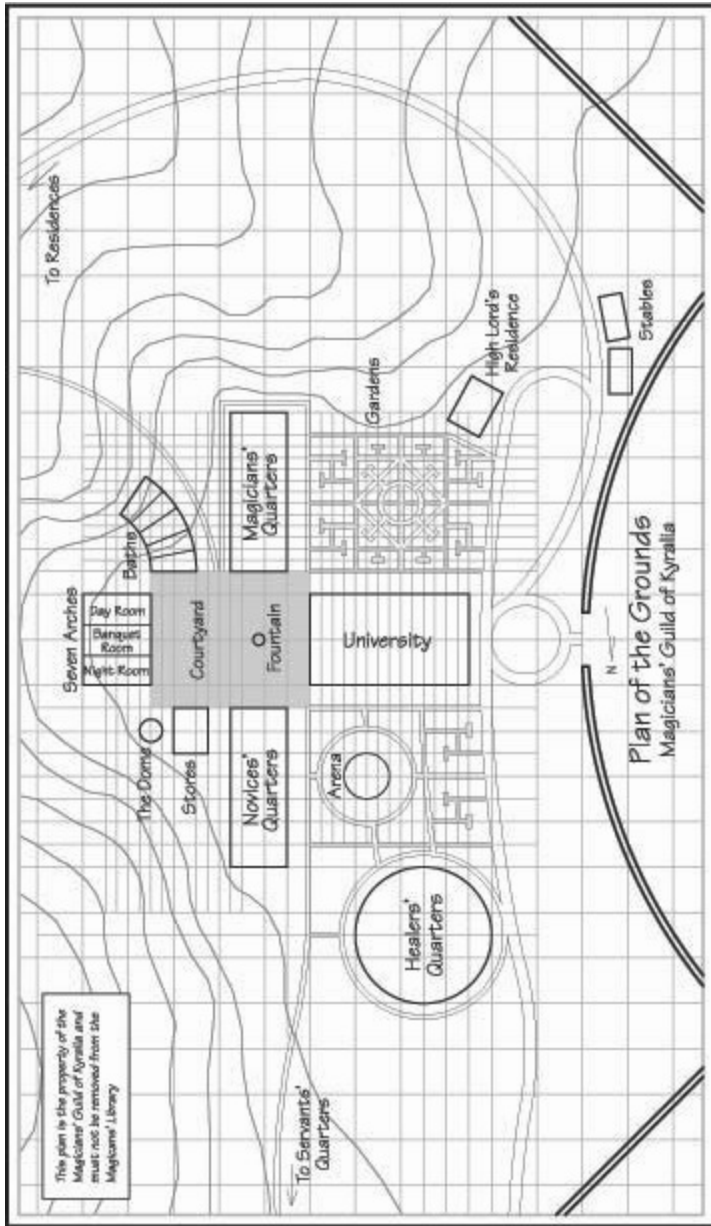 This plan is the property of the
Magicians' Guild of Kyralia and
must not be removed from the
Magicians' Library
To Servants'
Quarters
Healers'
Quarters
The Dome
Stores
Novices'
Quarters
Arena
Seven Arches
Night Room
Banquet
Room
Day Room
Courtyard
Fountain
University
Baths
Magicians'
Quarters
Gardens
High Lord's
Residence
Stables
To Residences
N
Plan of the Grounds
Magicians' Guild of Kyralia